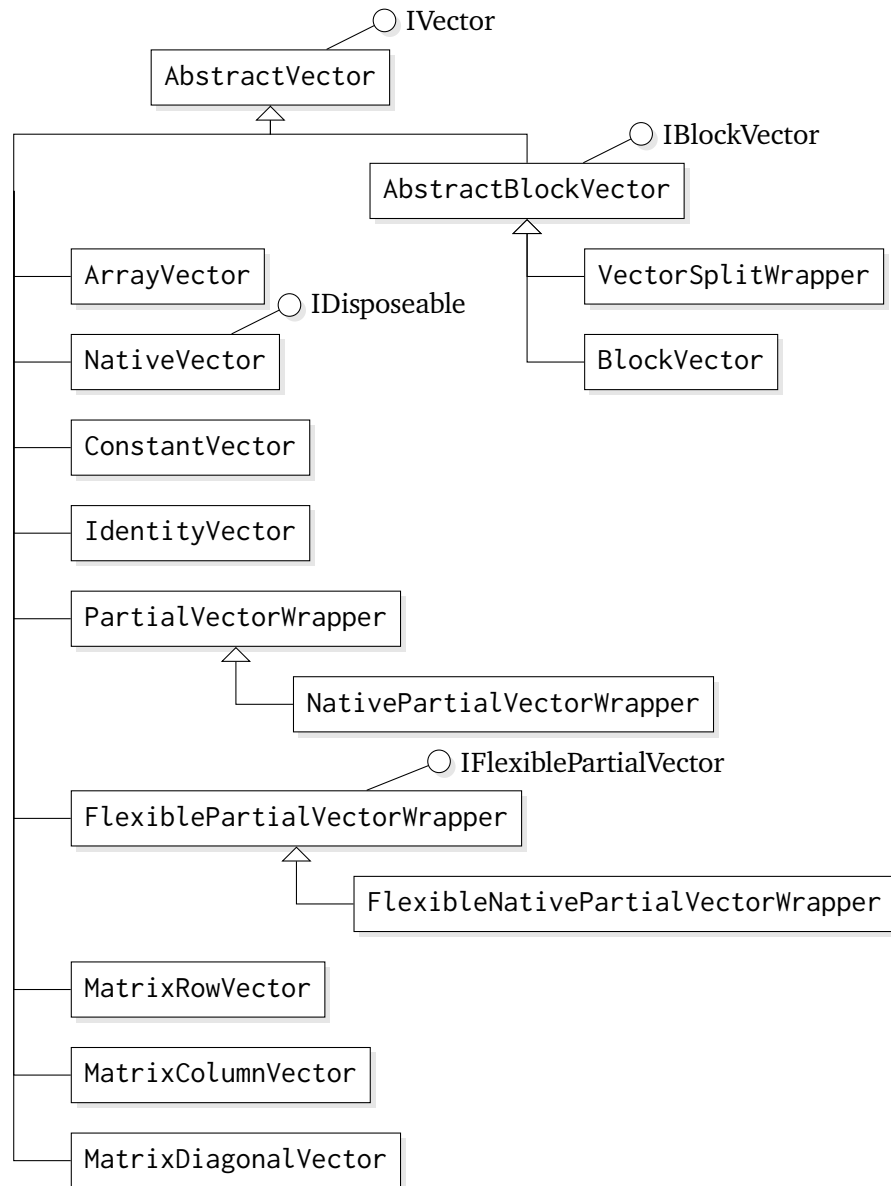 IVector
AbstractVector
IBlockVector
AbstractBlockVector
ArrayVector
VectorSplitWrapper
IDisposeable
NativeVector
BlockVector
ConstantVector
IdentityVector
PartialVectorWrapper
NativePartialVectorWrapper
IFlexiblePartialVector
FlexiblePartialVectorWrapper
FlexibleNativePartialVectorWrapper
MatrixRowVector
MatrixColumnVector
MatrixDiagonalVector